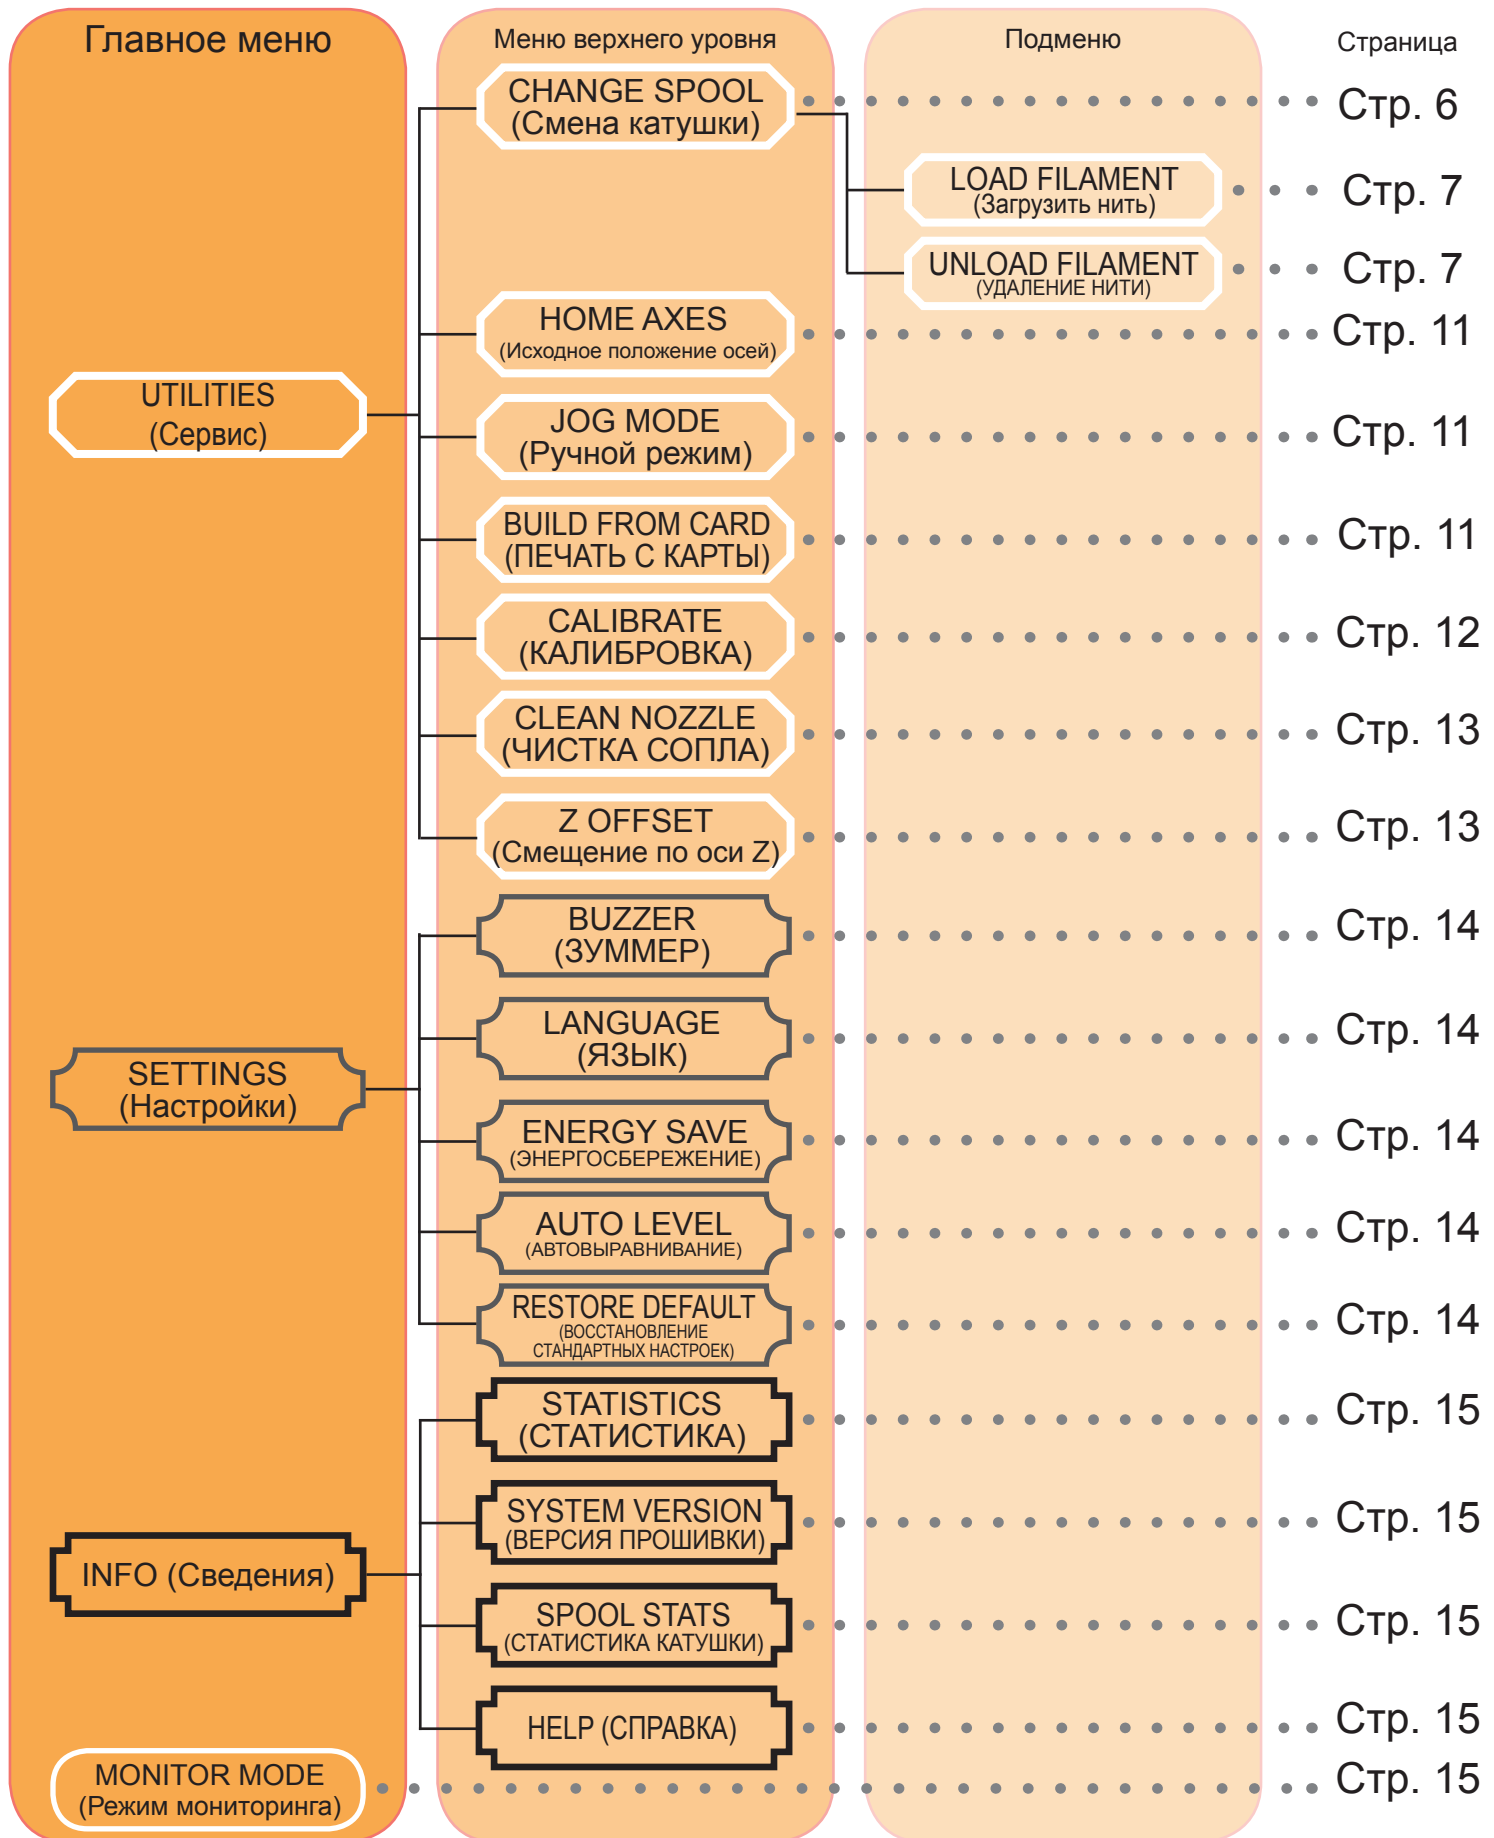 Главное меню
Меню верхнего уровня
Подменю
Страница
CHANGE SPOOL
(Смена катушки)
Стр. 6
LOAD FILAMENT
(Загрузить нить)
Стр. 7
UNLOAD FILAMENT
(УДАЛЕНИЕ НИТИ)
Стр. 7
HOME AXES
(Исходное положение осей)
Стр. 11
UTILITIES
(Сервис)
JOG MODE
(Ручной режим)
Стр. 11
BUILD FROM CARD
(ПЕЧАТЬ С КАРТЫ)
Стр. 11
CALIBRATE
(КАЛИБРОВКА)
Стр. 12
CLEAN NOZZLE
(ЧИСТКА СОПЛА)
Стр. 13
Z OFFSET
(Смещение по оси Z)
Стр. 13
BUZZER
(ЗУММЕР)
Стр. 14
LANGUAGE
(ЯЗЫК)
Стр. 14
SETTINGS
(Настройки)
ENERGY SAVE
(ЭНЕРГОСБЕРЕЖЕНИЕ)
Стр. 14
AUTO LEVEL
(АВТОВЫРАВНИВАНИЕ)
Стр. 14
RESTORE DEFAULT
(ВОССТАНОВЛЕНИЕ
СТАНДАРТНЫХ НАСТРОЕК)
Стр. 14
STATISTICS
(СТАТИСТИКА)
Стр. 15
SYSTEM VERSION
(ВЕРСИЯ ПРОШИВКИ)
Стр. 15
INFO (Сведения)
SPOOL STATS
(СТАТИСТИКА КАТУШКИ)
Стр. 15
HELP (СПРАВКА)
Стр. 15
MONITOR MODE
(Режим мониторинга)
Стр. 15